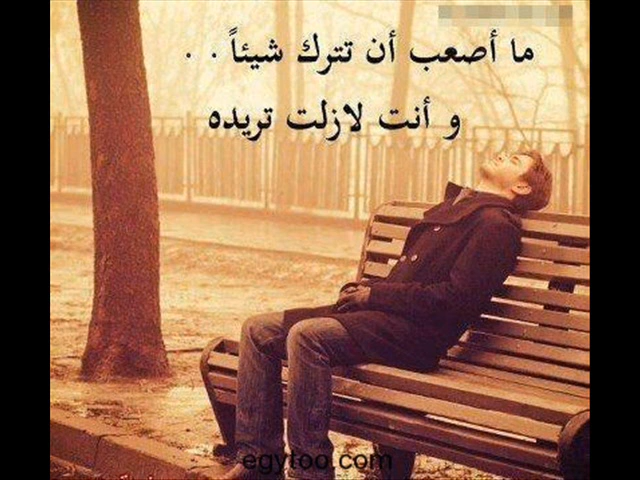 ما أصعب أن تترك شيئاً . .
و أنت لازلت تريده
egytoo.com